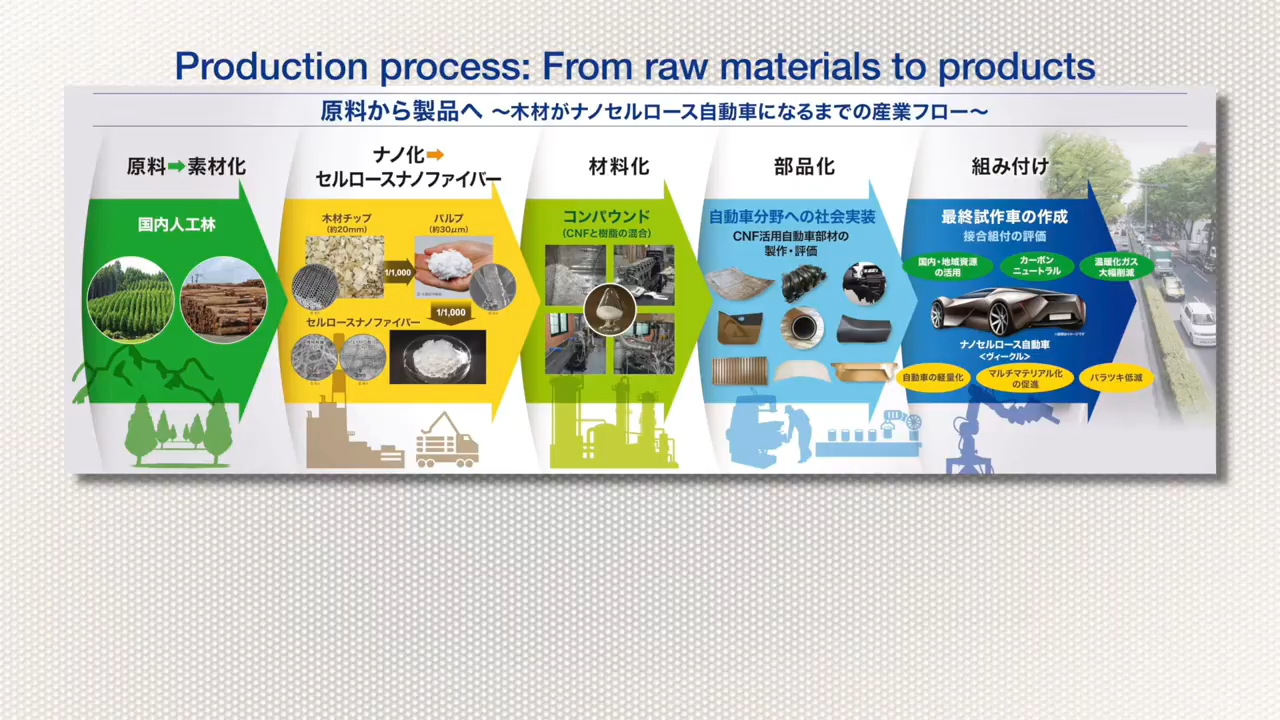 Production process: From raw materials to products
原料から製品へ ～木材がナノセルロース自動車になるまでの産業フロー～
原料➡素材化
国内人工林
ナノ化➡
セルロースナノファイバー
木材チップ
(約20mm)
パルプ
(約30μm)
1/1,000
1/1,000
セルロースナノファイバー
材料化
コンパウンド
(CNFと樹脂の混合)
部品化
自動車分野への社会実装
CNF活用自動車部材の
製作・評価
組み付け
最終試作車の作成
接合組付の評価
国内・地域資源
の活用
カーボン
ニュートラル
温暖化ガス
大幅削減
ナノセルロース自動車
<ヴィークル>
自動車の軽量化
マルチマテリアル化
の促進
バラツキ低減